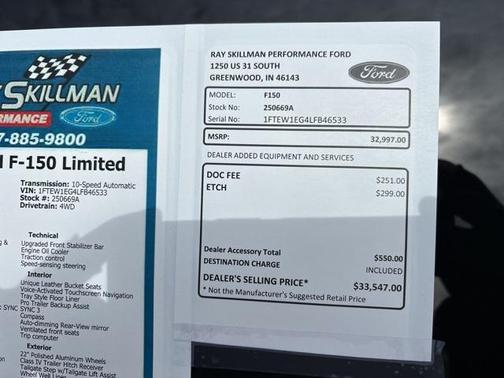 SKILLMAN
RMANCE Ford
7-885-9800
F-150 Limited
Transmission: 10-Speed Automatic
VIN: 1FTEW1EG4LFB46533
Stock #: 250669A
Drivetrain: 4WD
Technical
Upgraded Front Stabilizer Bar
Engine Oil Cooler
Traction control
Speed-sensing steering
Interior
Unique Leather Bucket Seats
Voice-Activated Touchscreen Navigation
Tray Style Floor Liner
Pro Trailer Backup Assist
SYNC SYNC 3
Compass
Auto-dimming Rear-View mirror
Ventilated front seats
Trip computer
Exterior
22" Polished Aluminum Wheels
Class IV Trailer Hitch Receiver
Tailgate Step w/Tailgate Lift Assist
Wheel Well Liner
RAY SKILLMAN PERFORMANCE FORD
1250 US 31 SOUTH
GREENWOOD, IN 46143
Ford
MODEL: F150
Stock No: 250669A
Serial No: 1FTEW1EG4LFB46533
MSRP: 32,997.00
DEALER ADDED EQUIPMENT AND SERVICES
DOC FEE $251.00
ETCH $299.00
Dealer Accessory Total $550.00
DESTINATION CHARGE INCLUDED
DEALER'S SELLING PRICE* $33,547.00
* Not the Manufacturer's Suggested Retail Price